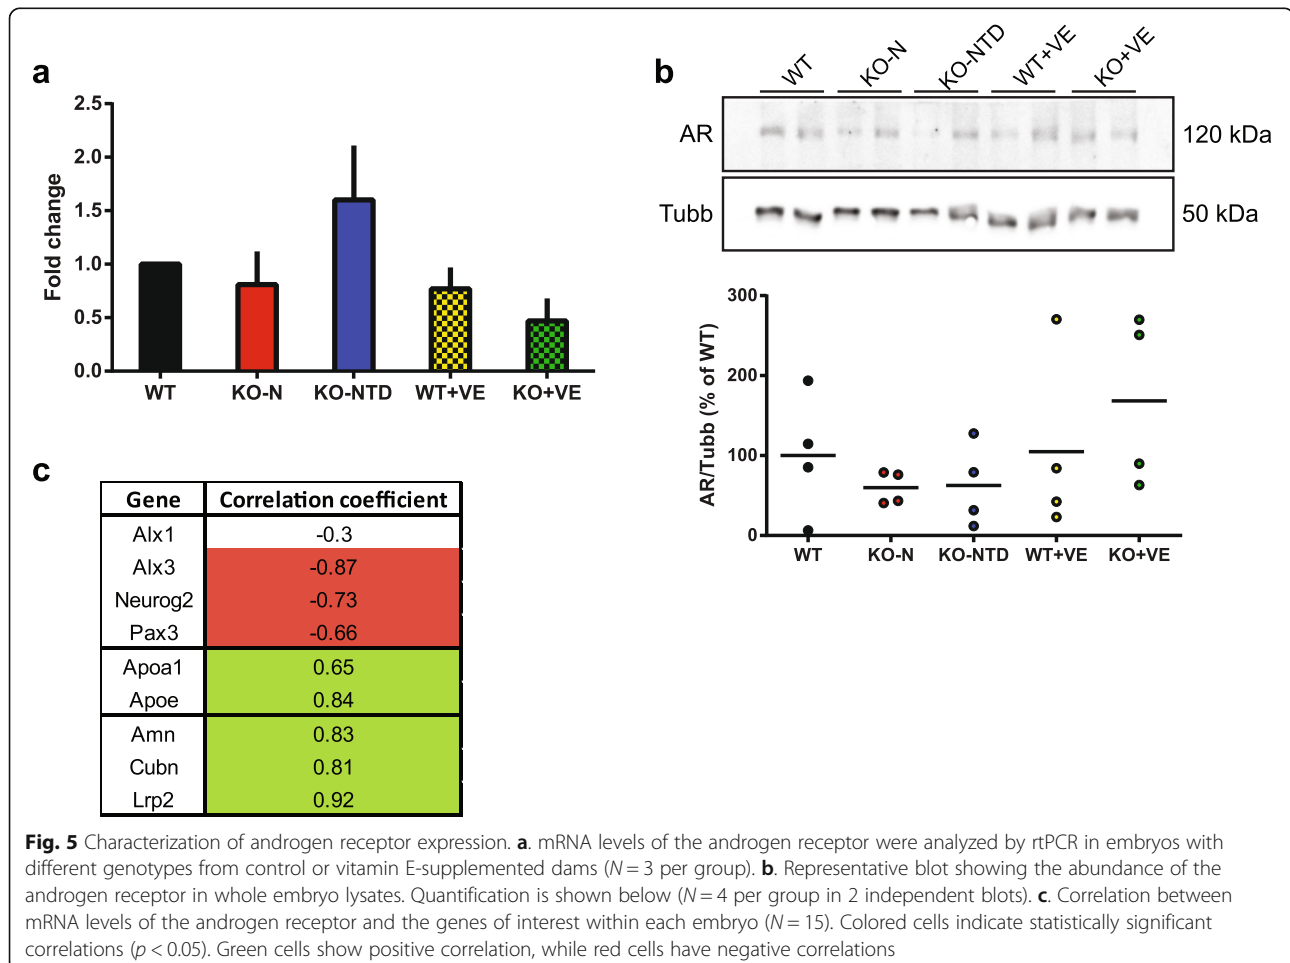 a
2.5
2.0
1.5
1.0
0.5
0.0
Fold change
WT KO-N KO-NTD WT+VE KO+VE
b
WT KO-N KO-NTD WT+VE KO+VE
AR 120 kDa
Tubb 50 kDa
300
200
100
0
AR/Tubb (% of WT)
WT KO-N KO-NTD WT+VE KO+VE
c
Gene Correlation coefficient
Alx1 -0.3
Alx3 -0.87
Neurog2 -0.73
Pax3 -0.66
Apoa1 0.65
Apoe 0.84
Amn 0.83
Cubn 0.81
Lrp2 0.92
Fig. 5 Characterization of androgen receptor expression. a. mRNA levels of the androgen receptor were analyzed by rtPCR in embryos with
different genotypes from control or vitamin E-supplemented dams (N = 3 per group). b. Representative blot showing the abundance of the
androgen receptor in whole embryo lysates. Quantification is shown below (N = 4 per group in 2 independent blots). c. Correlation between
mRNA levels of the androgen receptor and the genes of interest within each embryo (N = 15). Colored cells indicate statistically significant
correlations (p < 0.05). Green cells show positive correlation, while red cells have negative correlations